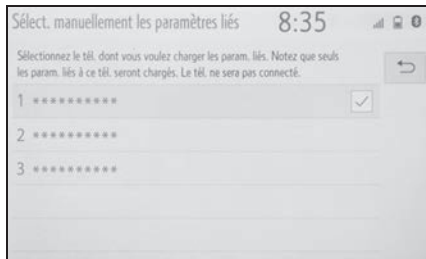 Sélect. manuellement les paramètres liés 8:35
Sélectionnez le tél. dont vous voulez charger les param. liés. Notez que seuls
les param. liés à ce tél. seront chargés. Le tél. ne sera pas connecté.
1 **********
2 **********
3 **********